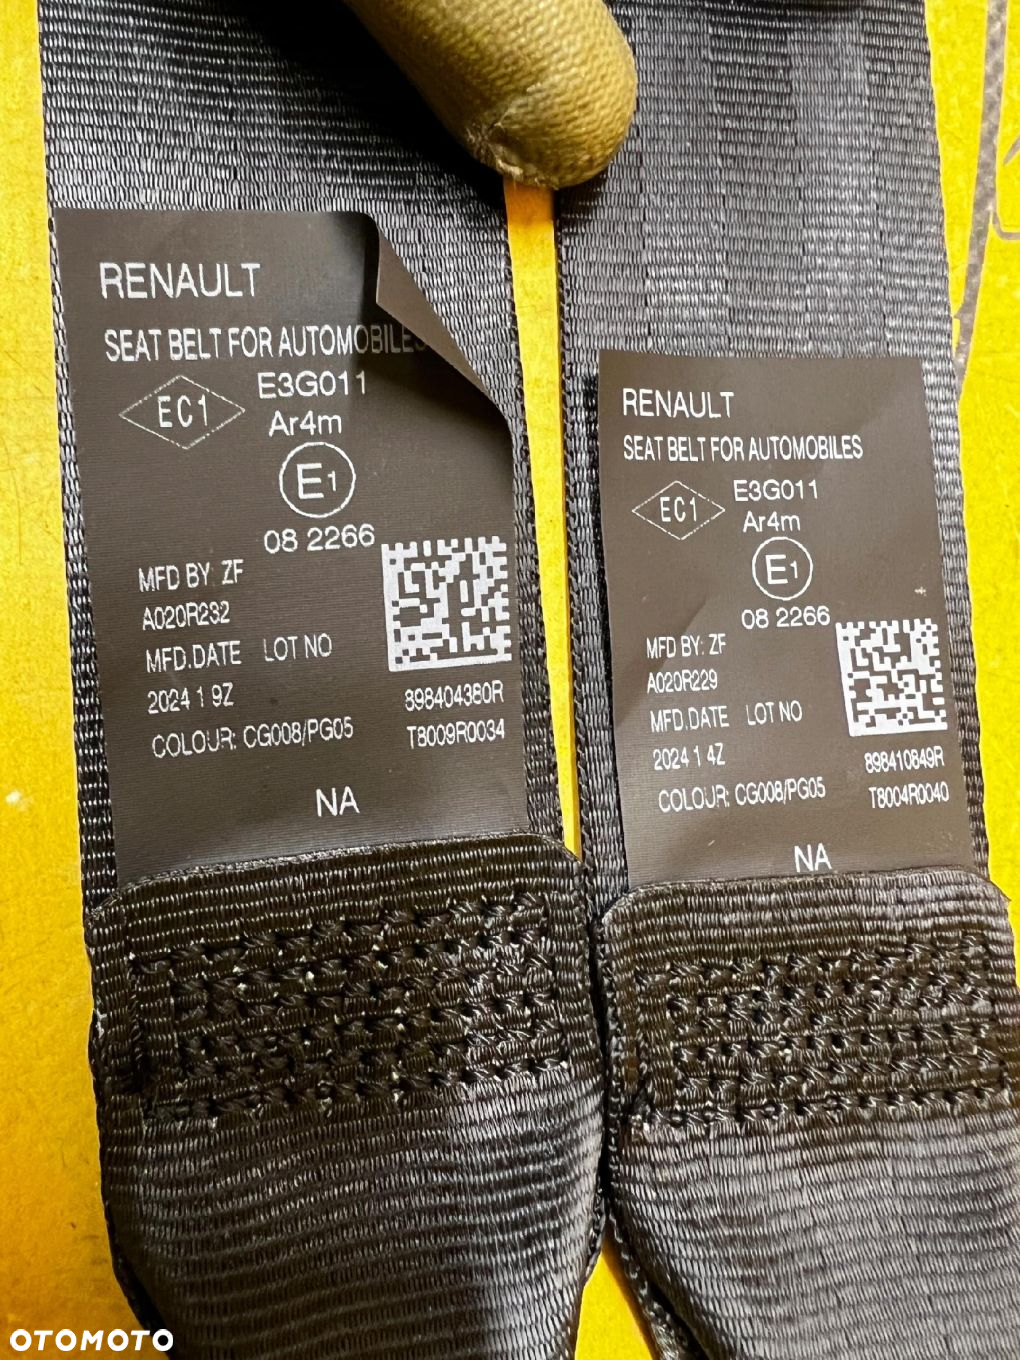 RENAULT
SEAT BELT FOR AUTOMOBILES
EC1
E3G011
Ar4m
E1
08 2266
MFD BY: ZF
A020R232
MFD.DATE LOT NO
2024 1 9Z 898404380R
COLOUR: CG008/PG05 T8009R0034
NA
RENAULT
SEAT BELT FOR AUTOMOBILES
EC1
E3G011
Ar4m
E1
08 2266
MFD BY: ZF
A020R229
MFD.DATE LOT NO
2024 1 4Z 898410849R
COLOUR: CG008/PG05 T8004R0040
NA
OTOMOTO